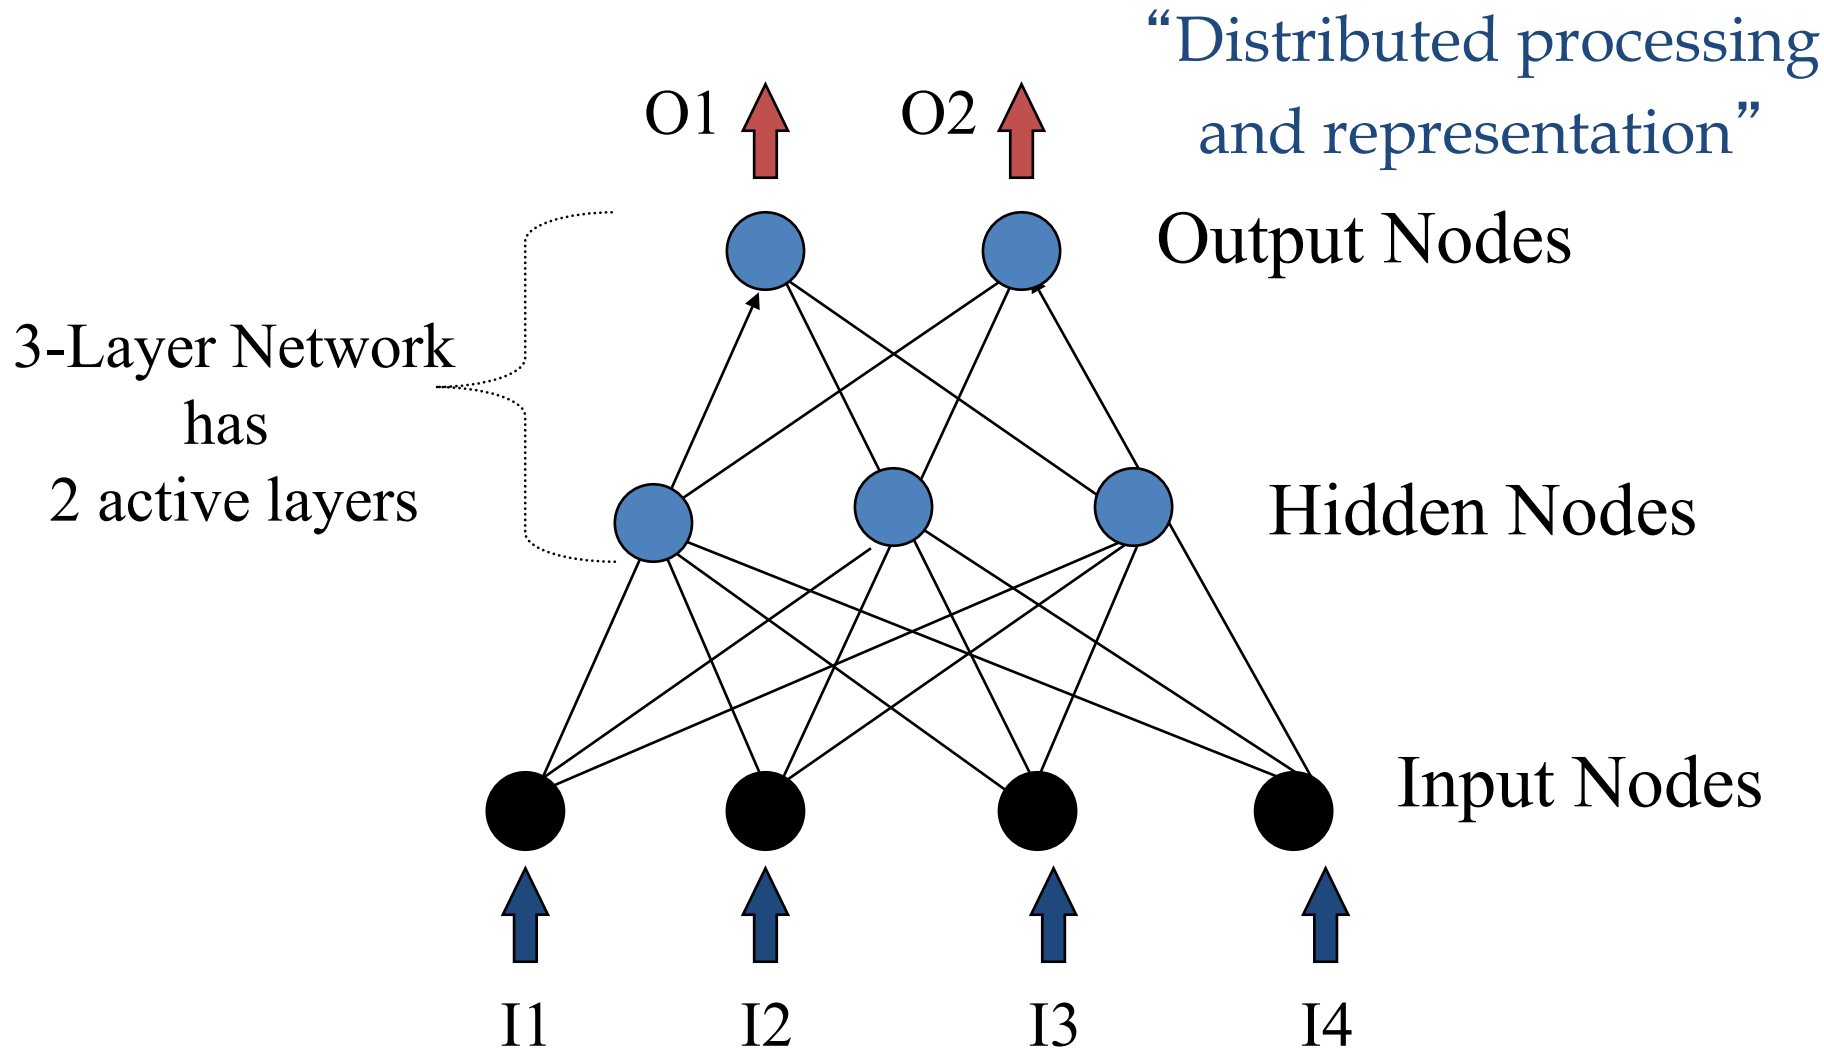 “Distributed processing
and representation”
O1
O2
Output Nodes
3-Layer Network
has
2 active layers
Hidden Nodes
Input Nodes
I1
I2
I3
I4